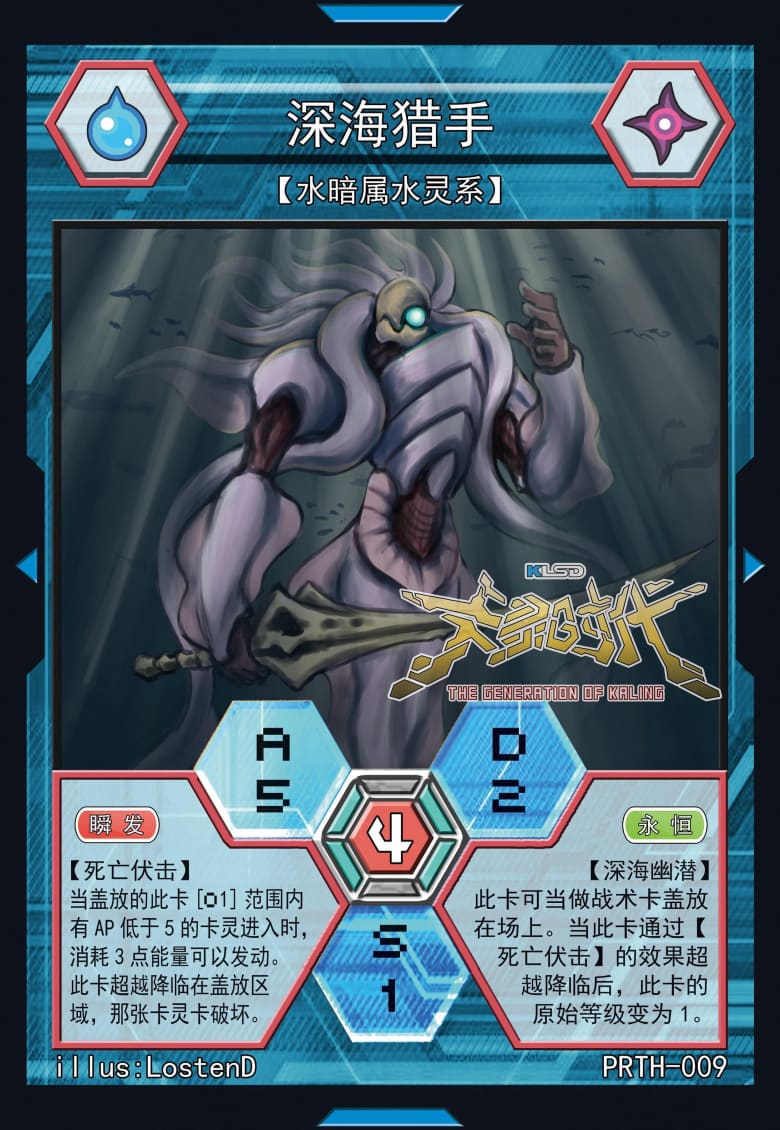 深海猎手
【水暗属水灵系】
KLSD
卡灵时代
THE GENERATION OF KALING
A
5
D
2
4
S
1
瞬发
【死亡伏击】
当盖放的此卡[O1]范围内
有AP低于5的卡灵进入时,
消耗3点能量可以发动。
此卡超越降临在盖放区
域，那张卡灵卡破坏。
永恒
【深海幽潜】
此卡可当做战术卡盖放
在场上。当此卡通过【
死亡伏击】的效果超
越降临后，此卡的
原始等级变为1。
illus:LostenD
PRTH-009